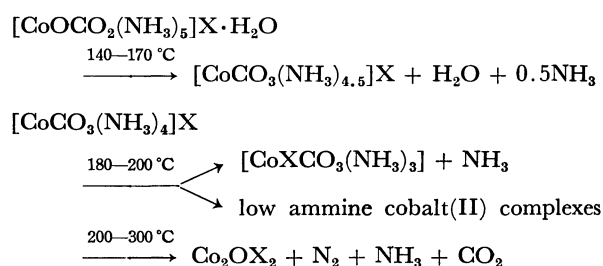 [CoOCO₂(NH₃)₅]X·H₂O
140—170 °C
[CoCO₃(NH₃)₄.₅]X + H₂O + 0.5NH₃
[CoCO₃(NH₃)₄]X
180—200 °C
[CoXCO₃(NH₃)₃] + NH₃
low ammine cobalt(II) complexes
200—300 °C
Co₂OX₂ + N₂ + NH₃ + CO₂